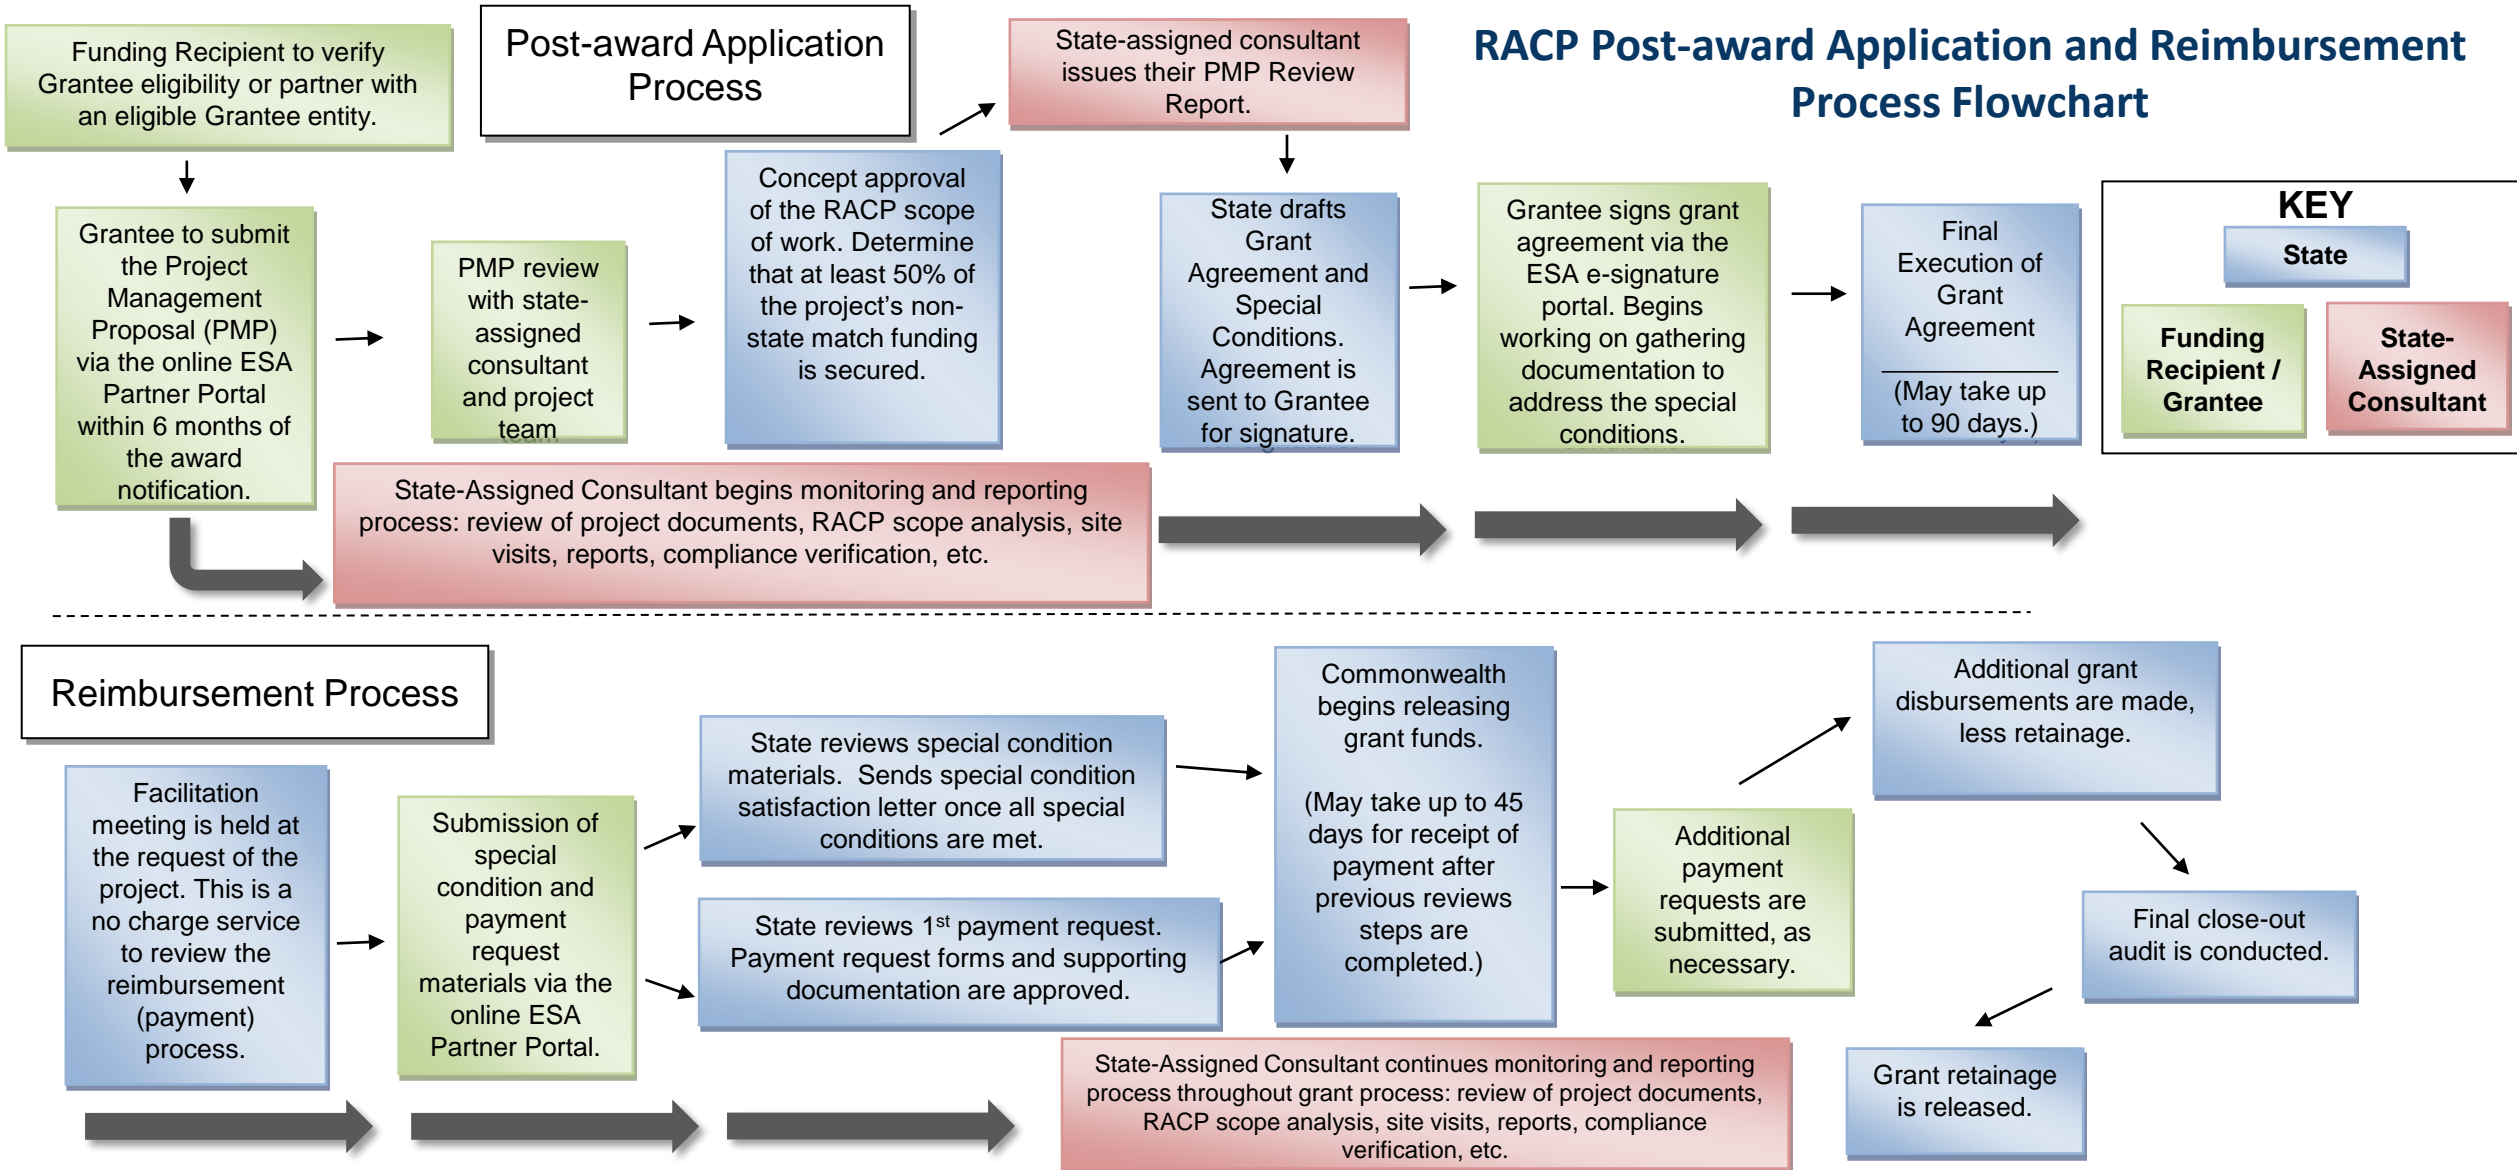 RACP Post-award Application and Reimbursement
Process Flowchart
Post-award Application
Process
Funding Recipient to verify
Grantee eligibility or partner with
an eligible Grantee entity.
Grantee to submit
the Project
Management
Proposal (PMP)
via the online ESA
Partner Portal
within 6 months of
the award
notification.
PMP review
with state-
assigned
consultant
and project
team
Concept approval
of the RACP scope
of work. Determine
that at least 50% of
the project’s non-
state match funding
is secured.
State-assigned consultant
issues their PMP Review
Report.
State drafts
Grant
Agreement and
Special
Conditions.
Agreement is
sent to Grantee
for signature.
Grantee signs grant
agreement via the
ESA e-signature
portal. Begins
working on gathering
documentation to
address the special
conditions.
Final
Execution of
Grant
Agreement
(May take up
to 90 days.)
KEY
State
Funding
Recipient /
Grantee
State-
Assigned
Consultant
State-Assigned Consultant begins monitoring and reporting
process: review of project documents, RACP scope analysis, site
visits, reports, compliance verification, etc.
Reimbursement Process
Facilitation
meeting is held at
the request of the
project. This is a
no charge service
to review the
reimbursement
(payment)
process.
Submission of
special
condition and
payment
request
materials via the
online ESA
Partner Portal.
State reviews special condition
materials.  Sends special condition
satisfaction letter once all special
conditions are met.
State reviews 1st payment request.
Payment request forms and supporting
documentation are approved.
Commonwealth
begins releasing
grant funds.
(May take up to 45
days for receipt of
payment after
previous reviews
steps are
completed.)
Additional
payment
requests are
submitted, as
necessary.
Additional grant
disbursements are made,
less retainage.
Final close-out
audit is conducted.
Grant retainage
is released.
State-Assigned Consultant continues monitoring and reporting
process throughout grant process: review of project documents,
RACP scope analysis, site visits, reports, compliance
verification, etc.